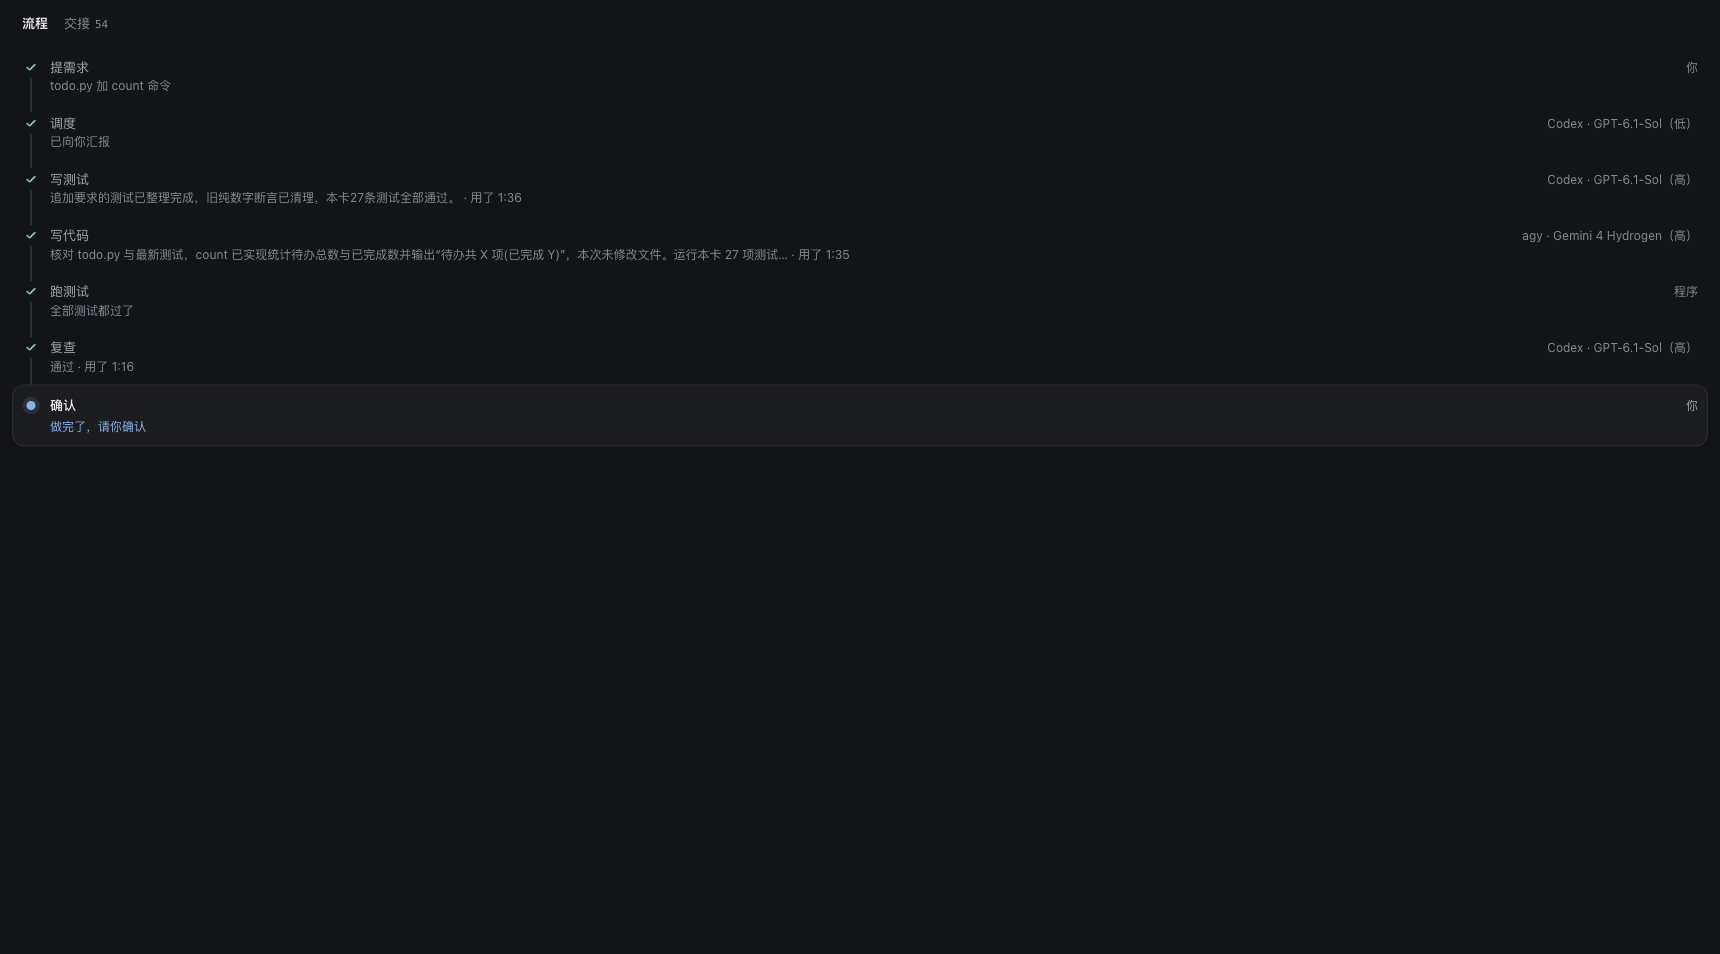 流程 交接 54
提需求 你
todo.py 加 count 命令
调度 Codex · GPT-6.1-Sol（低）
已向你汇报
写测试 Codex · GPT-6.1-Sol（高）
追加要求的测试已整理完成，旧纯数字断言已清理，本卡27条测试全部通过。 · 用了 1:36
写代码 agy · Gemini 4 Hydrogen（高）
核对 todo.py 与最新测试，count 已实现统计待办总数与已完成数并输出“待办共 X 项(已完成 Y)”，本次未修改文件。运行本卡 27 项测试... · 用了 1:35
跑测试 程序
全部测试都过了
复查 Codex · GPT-6.1-Sol（高）
通过 · 用了 1:16
确认 你
做完了，请你确认